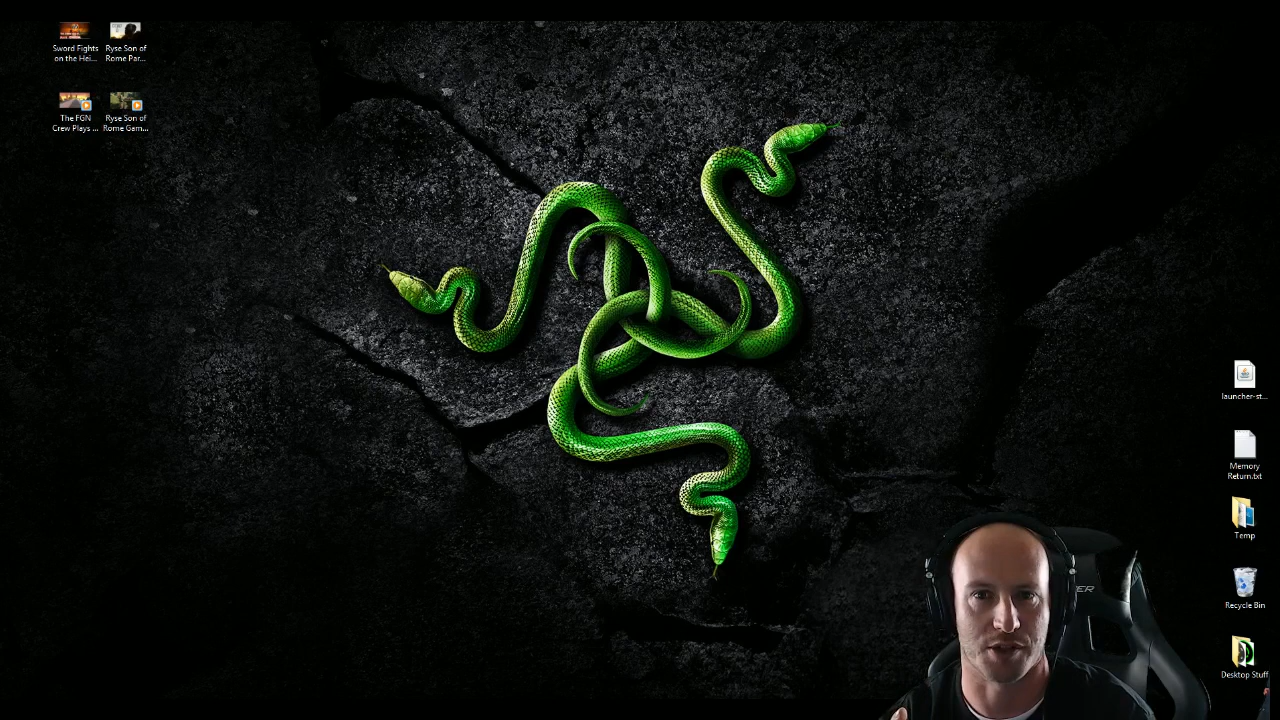 Sword Fights
on the Hei...
Ryse Son of
Rome Par...
The FGN
Crew Plays ...
Ryse Son of
Rome Gam...
launcher-st...
Memory
Return.txt
Temp
Recycle Bin
Desktop Stuff